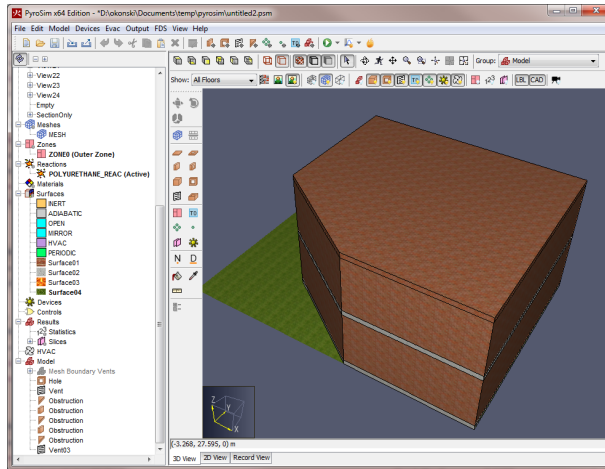 PyroSim x64 Edition - *D:\okonski\Documents\temp\pyrosim\untitled2.psm
File Edit Model Devices Evac Output FDS View Help
Group: Model
Show: All Floors
LBL CAD
View22
View23
View24
Empty
SectionOnly
Meshes
MESH
Zones
ZONE0 (Outer Zone)
Reactions
POLYURETHANE_REAC (Active)
Materials
Surfaces
INERT
ADIABATIC
OPEN
MIRROR
HVAC
PERIODIC
Surface01
Surface02
Surface03
Surface04
Devices
Controls
Results
Statistics
Slices
HVAC
Model
Mesh Boundary Vents
Hole
Vent
Obstruction
Obstruction
Obstruction
Obstruction
Obstruction
Vent03
N D
Z
Y
X
(-3.268, 27.595, 0) m
3D View 2D View Record View